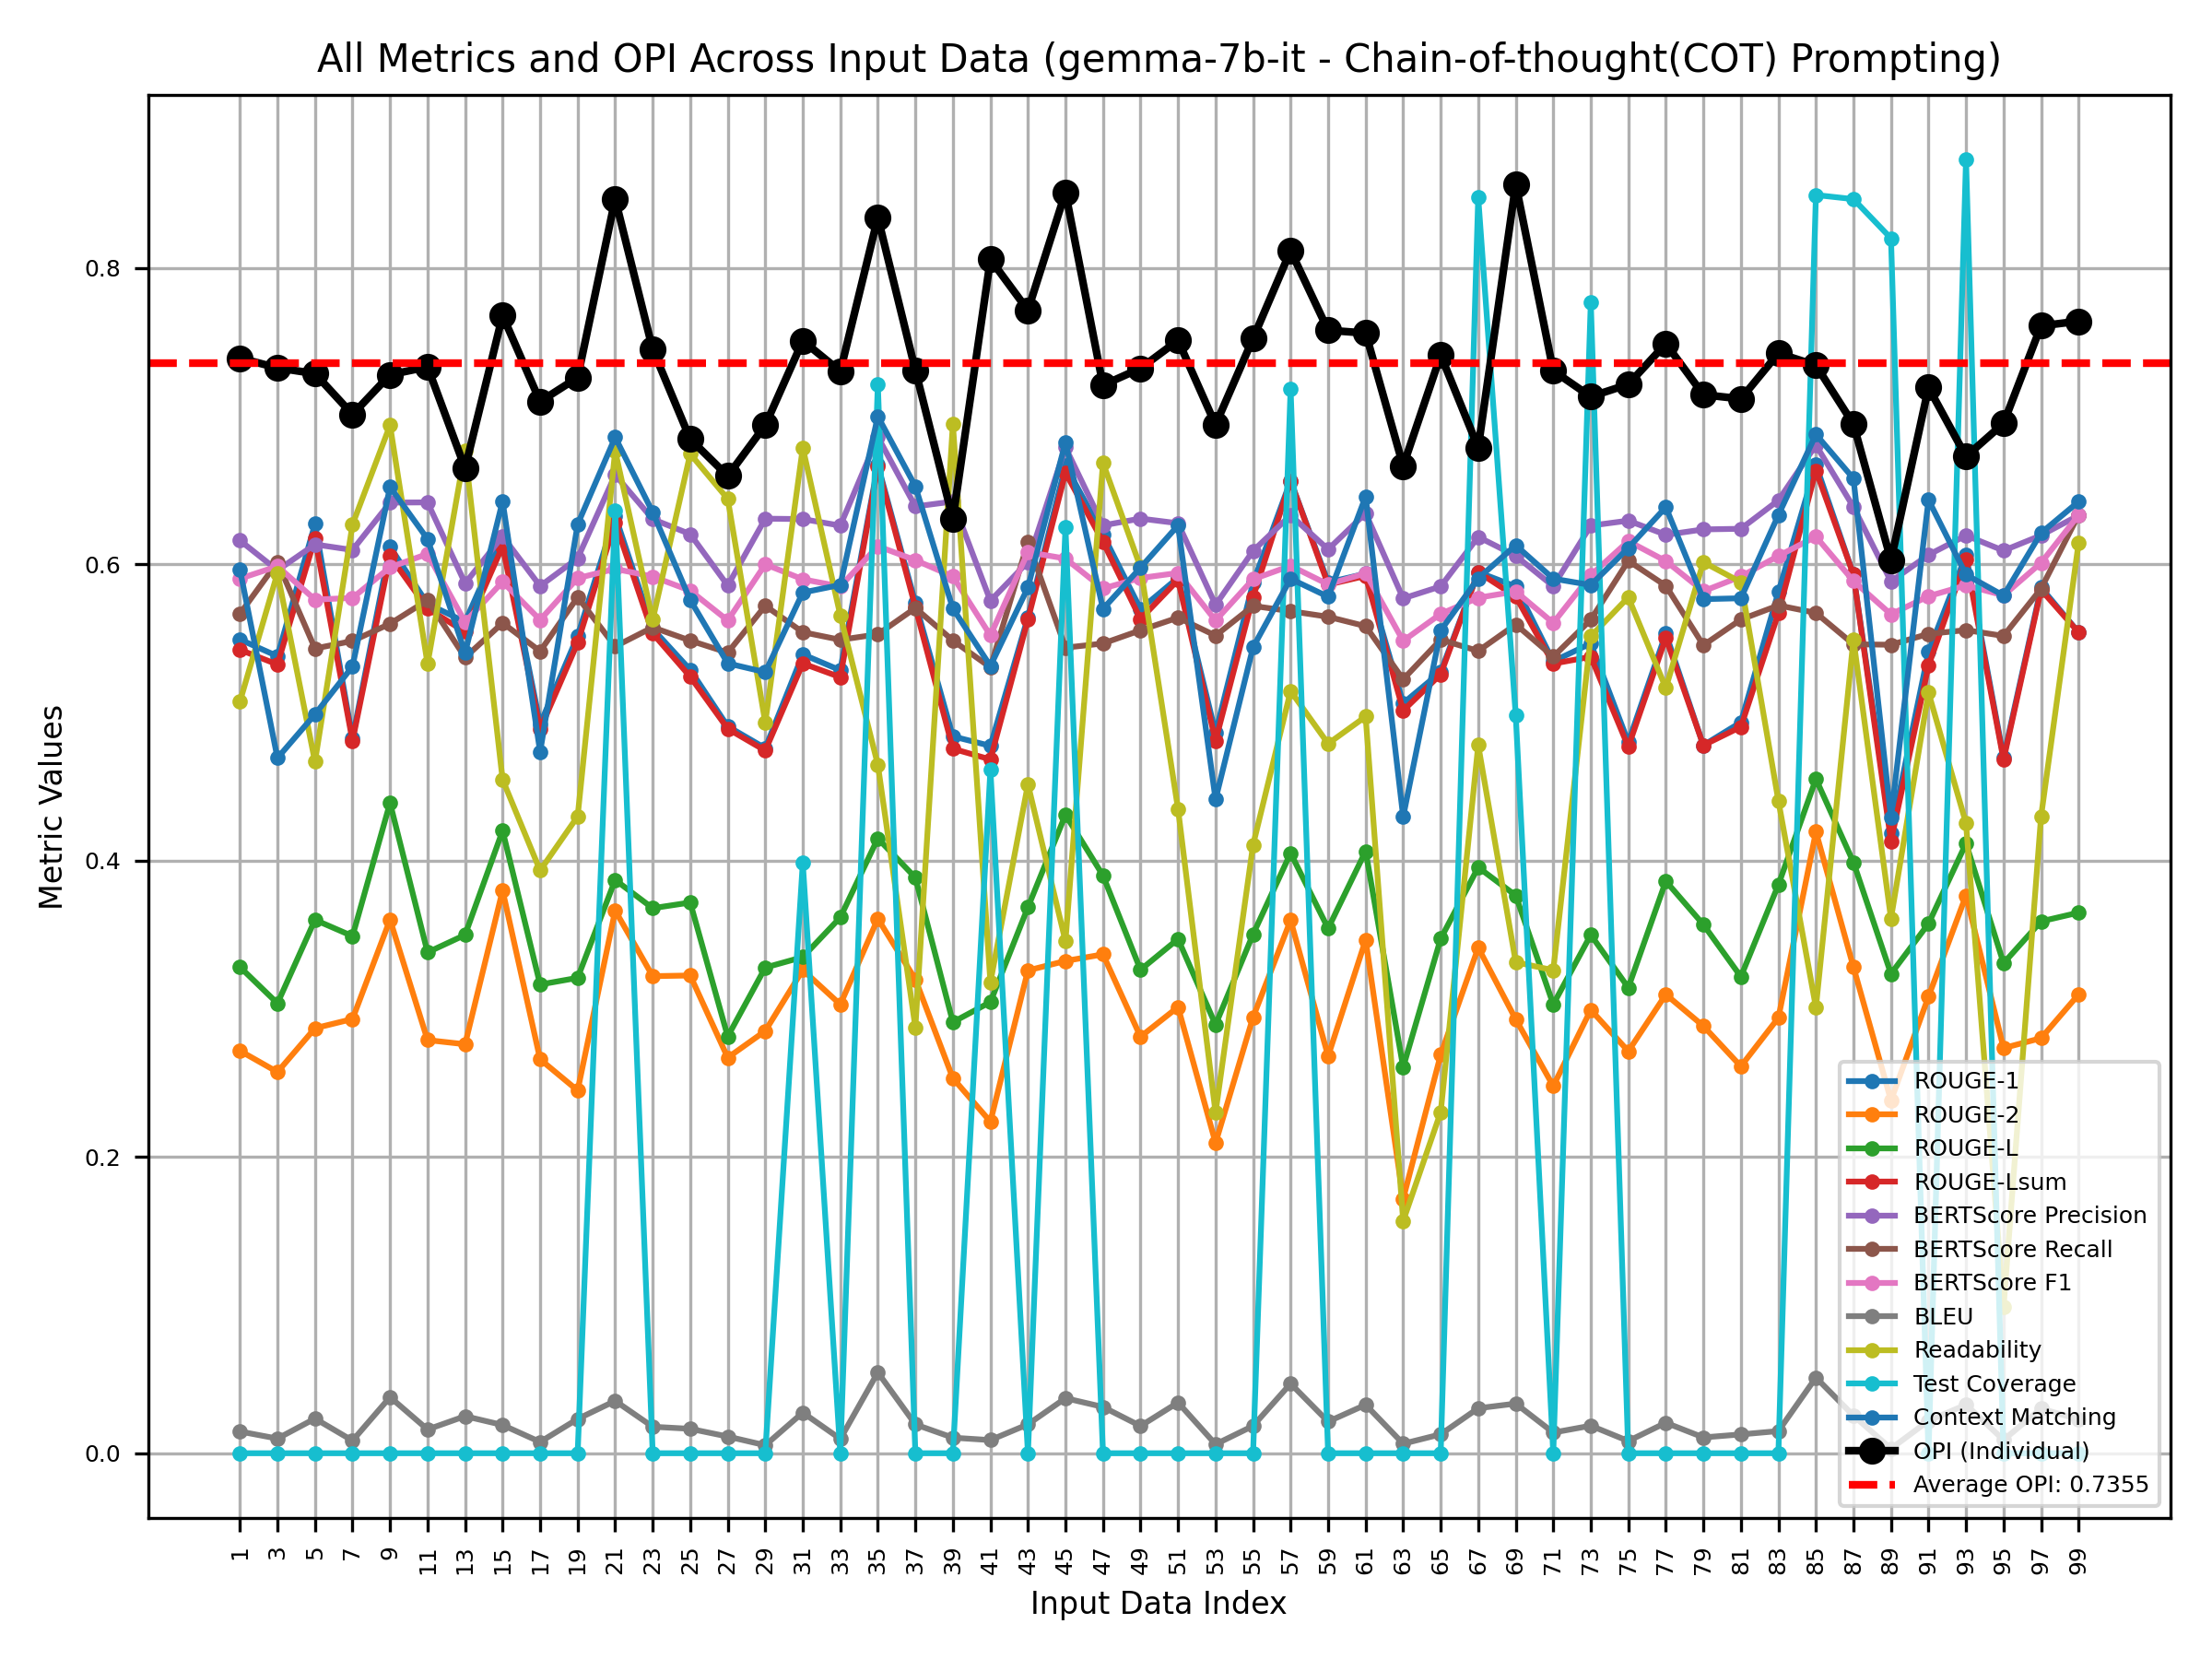 All Metrics and OPI Across Input Data (gemma-7b-it - Chain-of-thought(COT) Prompting)
Metric Values
0.8
0.6
0.4
0.2
0.0
ROUGE-1
ROUGE-2
ROUGE-L
ROUGE-Lsum
BERTScore Precision
BERTScore Recall
BERTScore F1
BLEU
Readability
Test Coverage
Context Matching
OPI (Individual)
Average OPI: 0.7355
1 3 5 7 9 11 13 15 17 19 21 23 25 27 29 31 33 35 37 39 41 43 45 47 49 51 53 55 57 59 61 63 65 67 69 71 73 75 77 79 81 83 85 87 89 91 93 95 97 99
Input Data Index